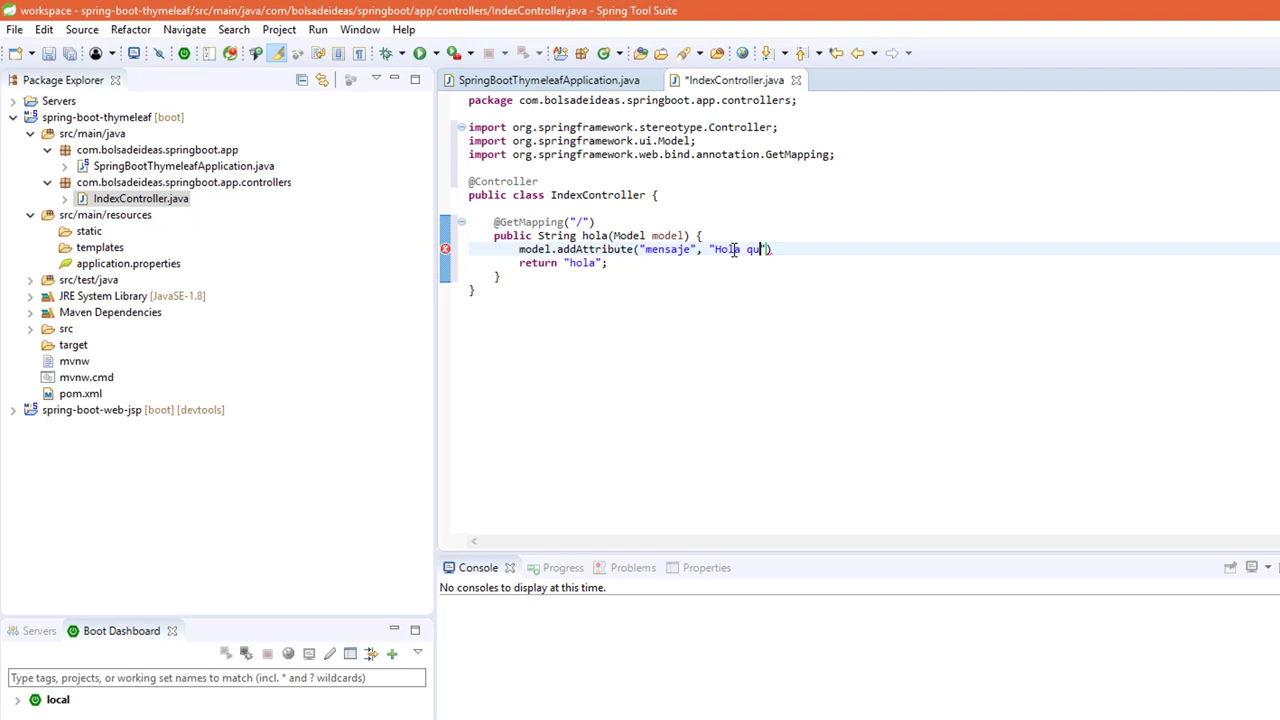 workspace - spring-boot-thymeleaf/src/main/java/com/bolsadeideas/springboot/app/controllers/IndexController.java - Spring Tool Suite
File Edit Source Refactor Navigate Search Project Run Window Help
Package Explorer
Servers
spring-boot-thymeleaf [boot]
src/main/java
com.bolsadeideas.springboot.app
SpringBootThymeleafApplication.java
com.bolsadeideas.springboot.app.controllers
IndexController.java
src/main/resources
static
templates
application.properties
src/test/java
JRE System Library [JavaSE-1.8]
Maven Dependencies
src
target
mvnw
mvnw.cmd
pom.xml
spring-boot-web-jsp [boot] [devtools]
SpringBootThymeleafApplication.java *IndexController.java
package com.bolsadeideas.springboot.app.controllers;
import org.springframework.stereotype.Controller;
import org.springframework.ui.Model;
import org.springframework.web.bind.annotation.GetMapping;
@Controller
public class IndexController {
@GetMapping("/")
public String hola(Model model) {
model.addAttribute("mensaje", "Hola qu")
return "hola";
}
}
Console Progress Problems Properties
No consoles to display at this time.
Servers Boot Dashboard
Type tags, projects, or working set names to match (incl. * and ? wildcards)
local